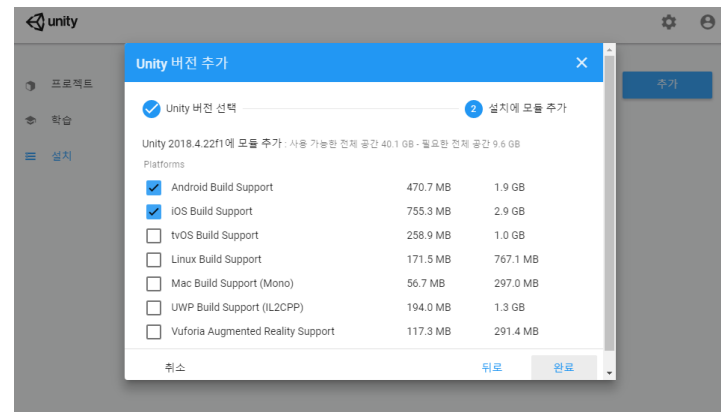 unity
Unity 버전 추가
프로젝트
추가
Unity 버전 선택
2 설치에 모듈 추가
학습
Unity 2018.4.22f1에 모듈 추가 : 사용 가능한 전체 공간 40.1 GB - 필요한 전체 공간 9.6 GB
설치
Platforms
Android Build Support 470.7 MB 1.9 GB
iOS Build Support 755.3 MB 2.9 GB
tvOS Build Support 258.9 MB 1.0 GB
Linux Build Support 171.5 MB 767.1 MB
Mac Build Support (Mono) 56.7 MB 297.0 MB
UWP Build Support (IL2CPP) 194.0 MB 1.3 GB
Vuforia Augmented Reality Support 117.3 MB 291.4 MB
취소 뒤로 완료